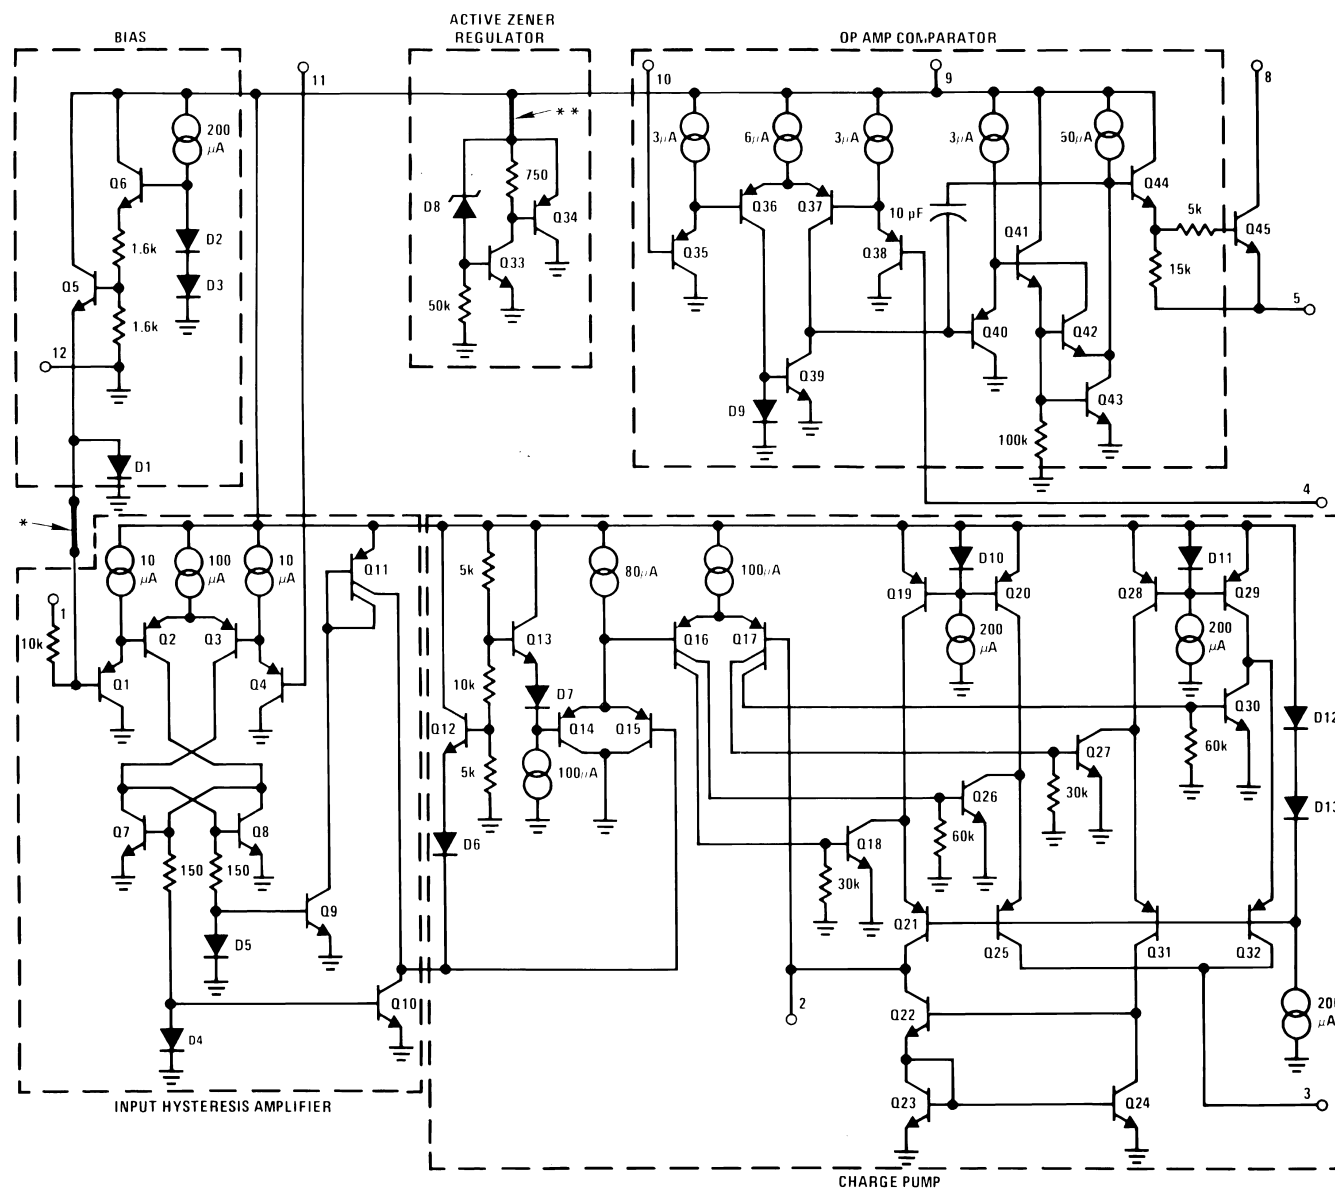 BIAS
ACTIVE ZENER
REGULATOR
OP AMP COMPARATOR
11
10
9
8
200
μA
Q6
D2
D3
1.6k
Q5
1.6k
12
D1
*
**
D8
750
Q34
Q33
50k
3μA
6μA
3μA
3μA
50μA
Q36
Q37
10 pF
Q35
Q38
Q44
5k
Q45
15k
5
Q41
Q40
Q42
Q39
D9
Q43
100k
4
10
μA
100
μA
10
μA
Q11
1
10k
Q2
Q3
Q1
Q4
Q7
Q8
150
150
Q9
D5
Q10
D4
INPUT HYSTERESIS AMPLIFIER
5k
Q13
80μA
100μA
10k
D7
Q16
Q17
Q12
Q14
Q15
5k
100μA
D6
D10
Q19
Q20
200
μA
D11
Q28
Q29
200
μA
Q30
D12
60k
Q27
30k
Q26
60k
D13
Q18
30k
Q21
Q25
Q31
Q32
2
Q22
200
μA
Q23
Q24
3
CHARGE PUMP